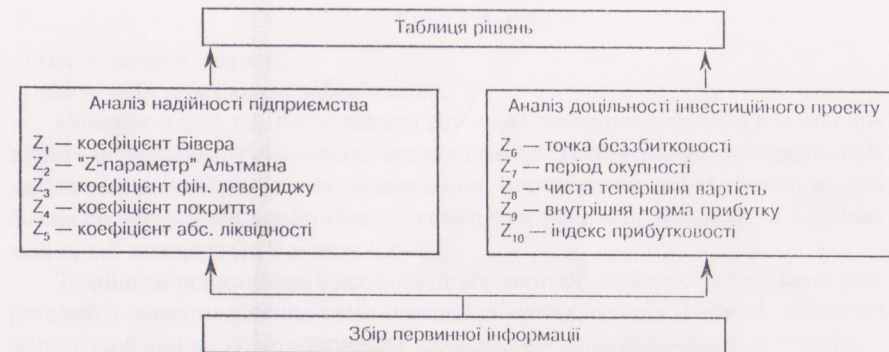 Таблиця рішень
Аналіз надійності підприємства
Z₁ — коефіцієнт Бівера
Z₂ — "Z-параметр" Альтмана
Z₃ — коефіцієнт фін. левериджу
Z₄ — коефіцієнт покриття
Z₅ — коефіцієнт абс. ліквідності
Аналіз доцільності інвестиційного проекту
Z₆ — точка беззбитковості
Z₇ — період окупності
Z₈ — чиста теперішня вартість
Z₉ — внутрішня норма прибутку
Z₁₀ — індекс прибутковості
Збір первинної інформації